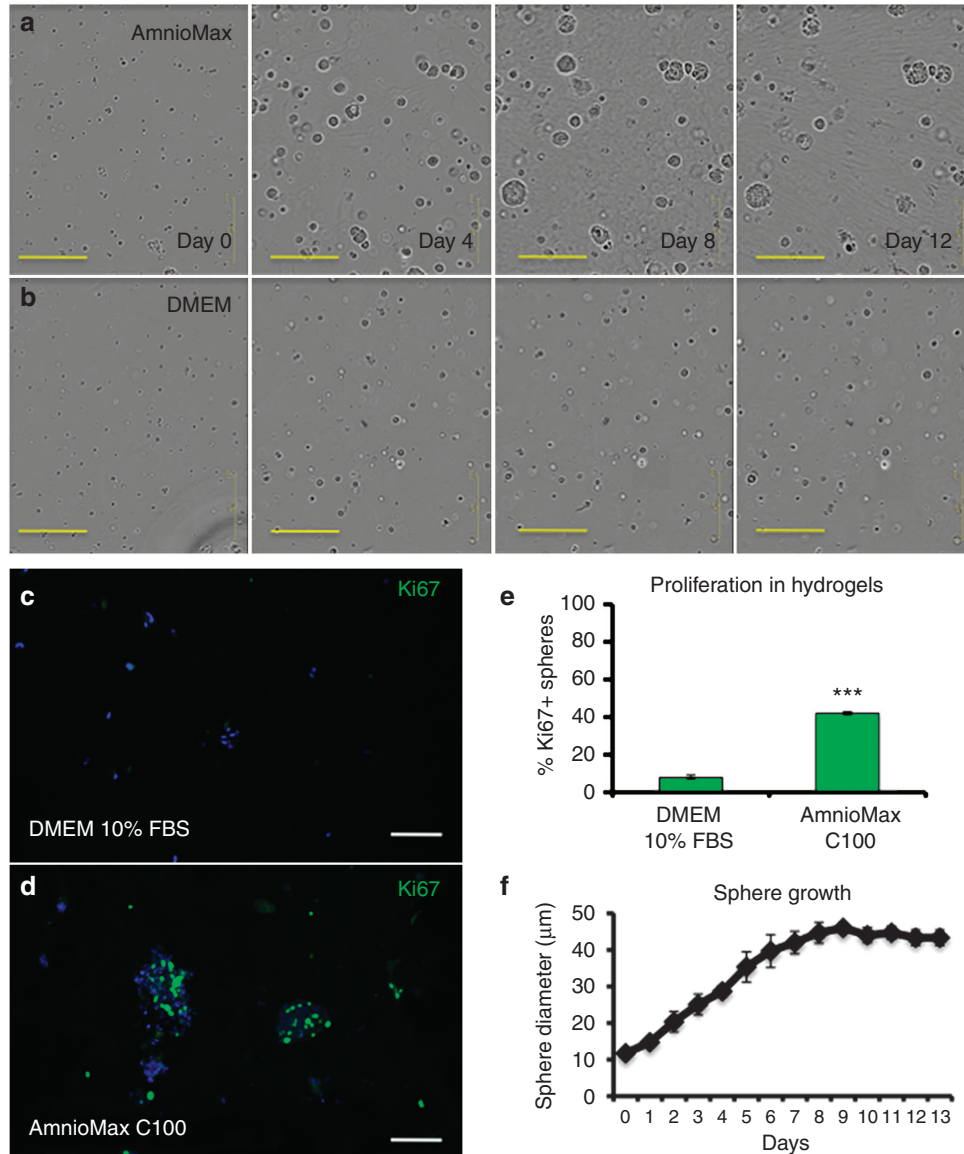 a
AmnioMax
Day 0
Day 4
Day 8
Day 12
b
DMEM
c
Ki67
DMEM 10% FBS
d
Ki67
AmnioMax C100
e
Proliferation in hydrogels
% Ki67+ spheres
100
80
60
40
20
0
***
DMEM
10% FBS
AmnioMax
C100
f
Sphere growth
Sphere diameter (μm)
50
40
30
20
10
0
0 1 2 3 4 5 6 7 8 9 10 11 12 13
Days